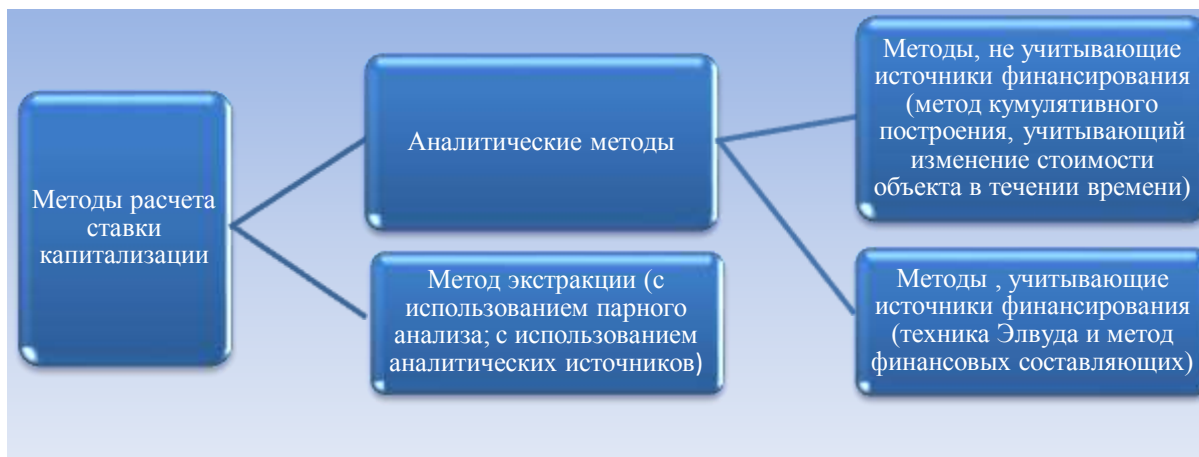 Методы расчета
ставки
капитализации
Аналитические методы
Метод экстракции (с
использованием парного
анализа; с использованием
аналитических источников)
Методы, не учитывающие
источники финансирования
(метод кумулятивного
построения, учитывающий
изменение стоимости
объекта в течении времени)
Методы , учитывающие
источники финансирования
(техника Элвуда и метод
финансовых составляющих)